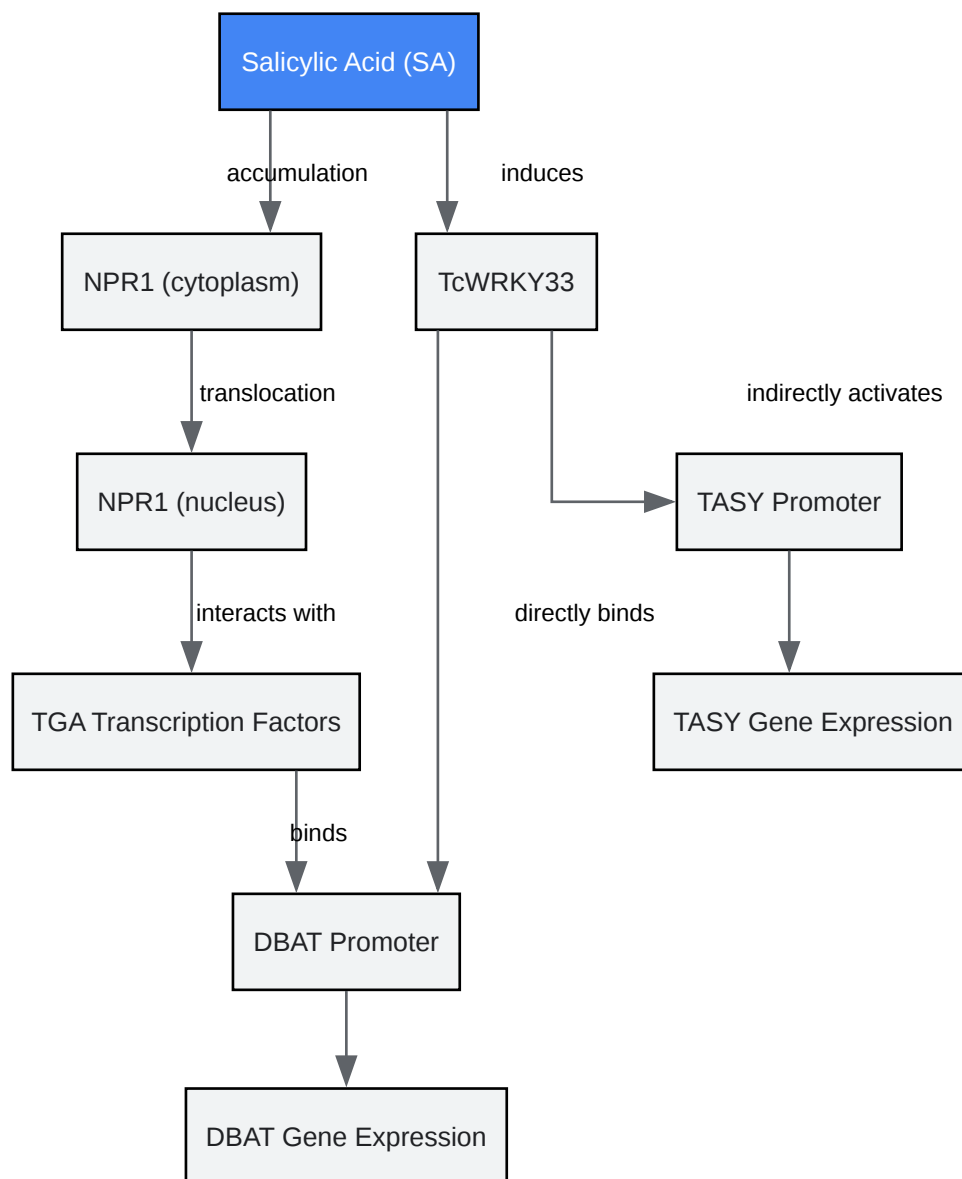 Salicylic Acid (SA)
accumulation
induces
NPR1 (cytoplasm)
TcWRKY33
translocation
indirectly activates
NPR1 (nucleus)
TASY Promoter
interacts with
directly binds
TGA Transcription Factors
TASY Gene Expression
binds
DBAT Promoter
DBAT Gene Expression